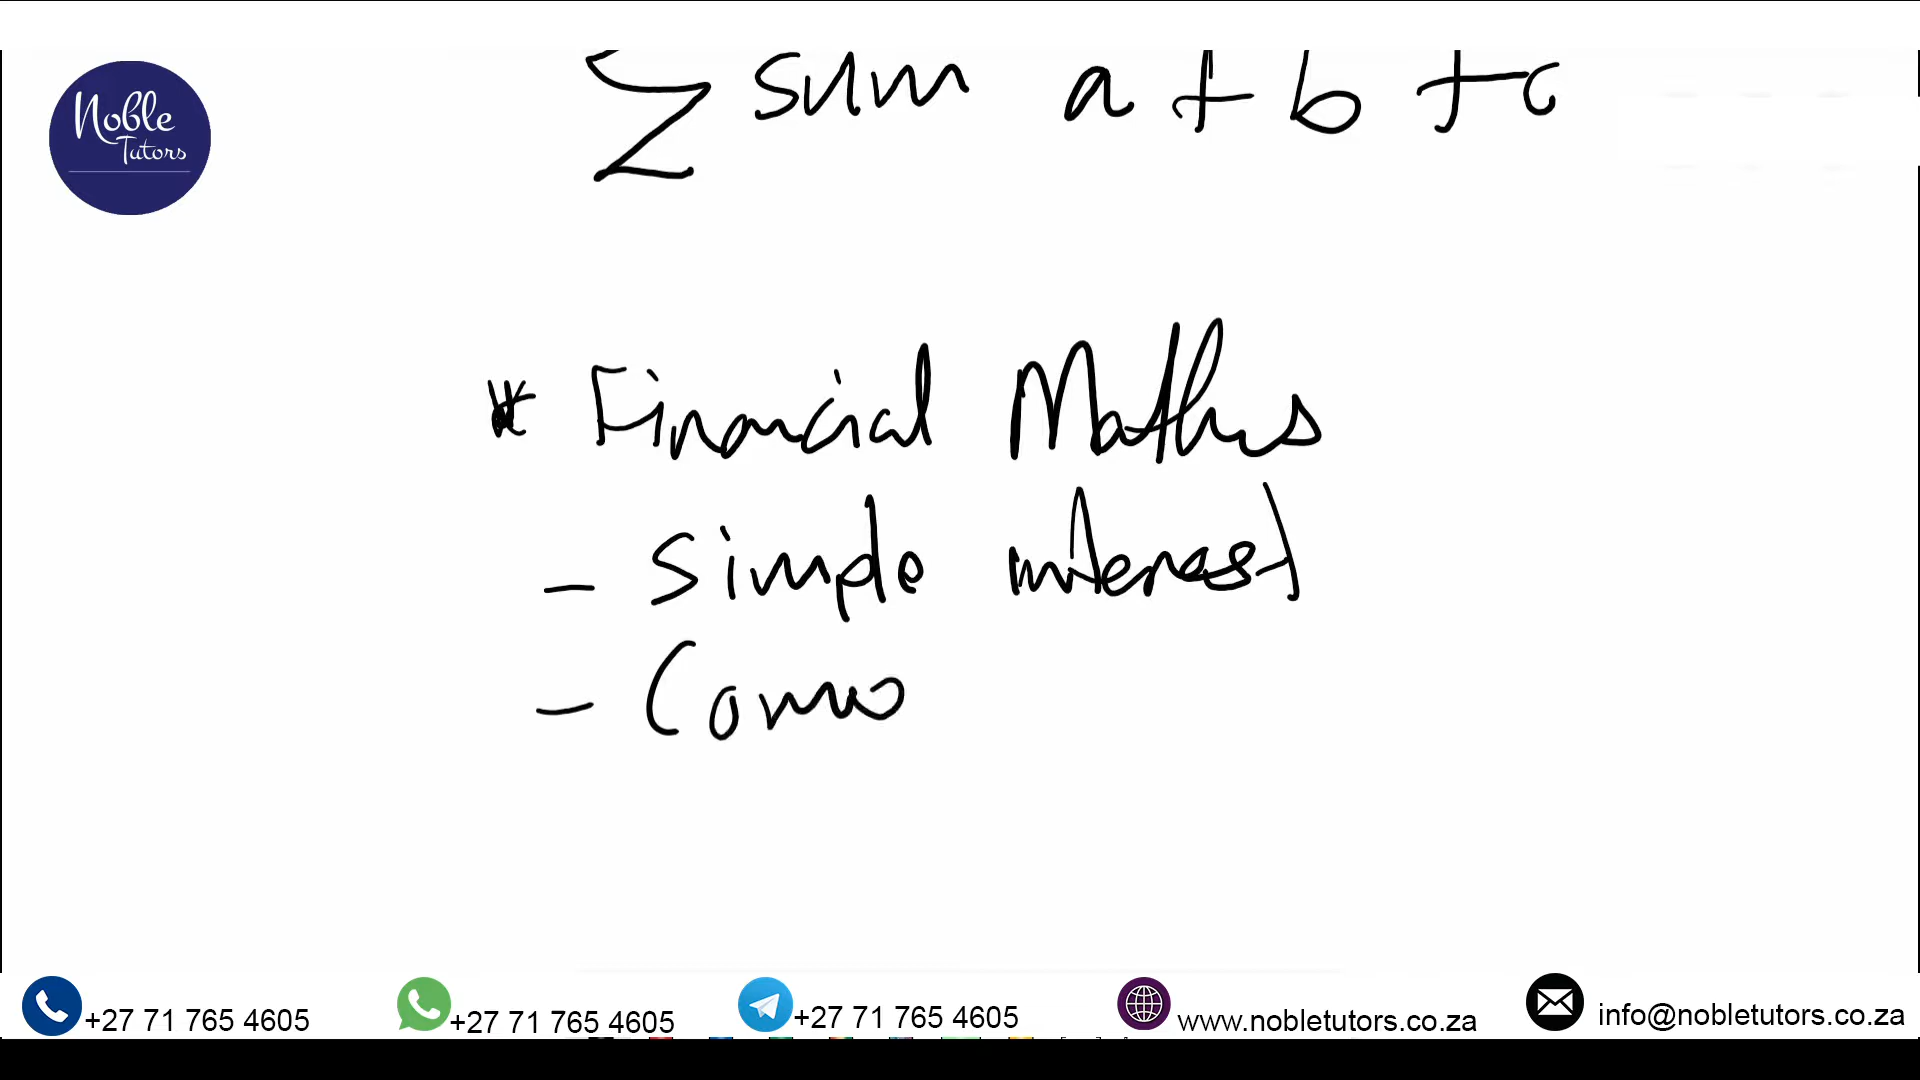 ∑ sum a + b + c
Noble
Tutors
* Financial Maths
- Simple interest
- Compo
+27 71 765 4605
+27 71 765 4605
+27 71 765 4605
www.nobletutors.co.za
info@nobletutors.co.za